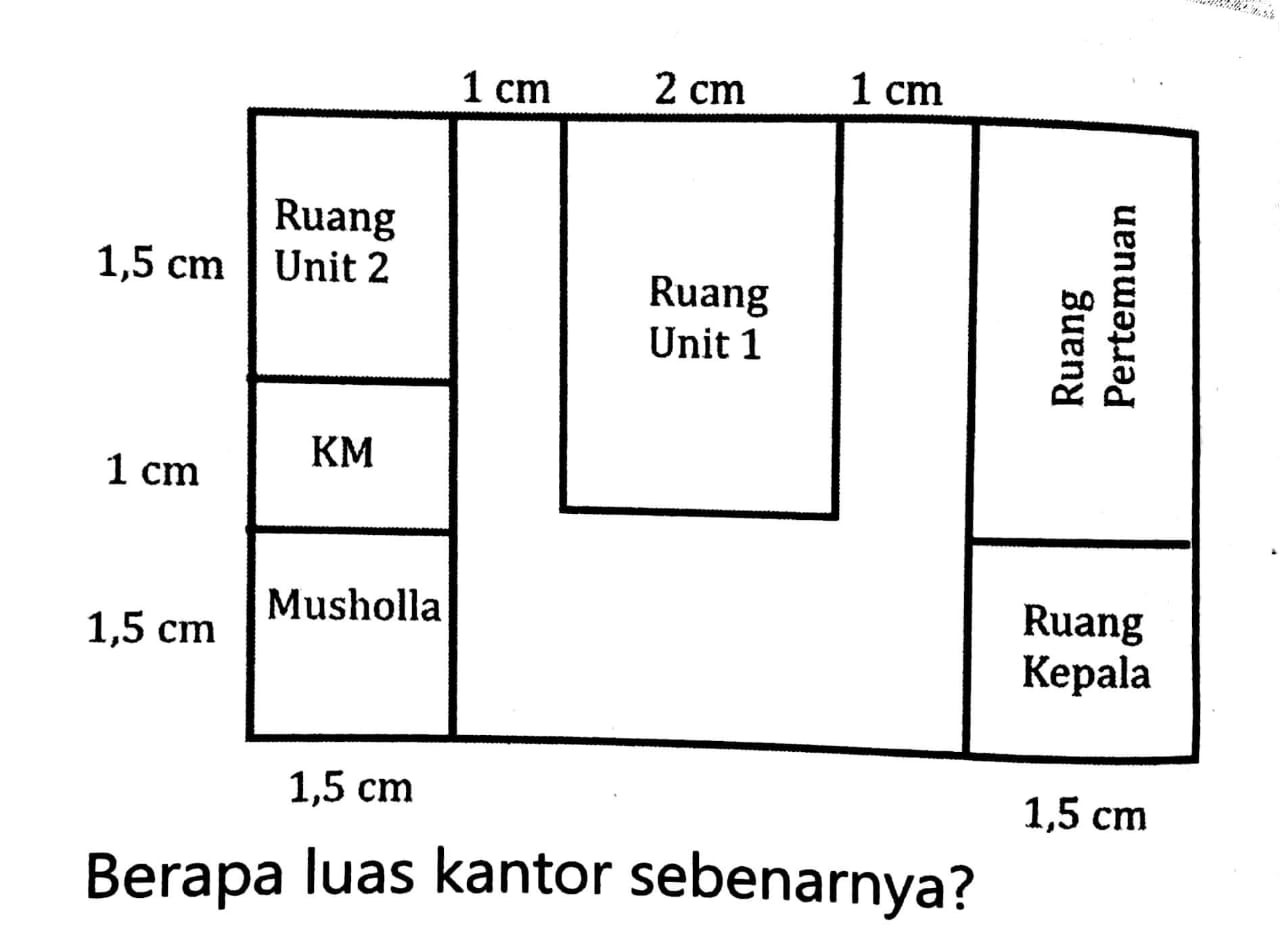 1 cm
2 cm
1 cm
Ruang
Unit 2
1,5 cm
Ruang
Unit 1
Ruang
Pertemuan
KM
1 cm
Musholla
1,5 cm
Ruang
Kepala
1,5 cm
1,5 cm
Berapa luas kantor sebenarnya?